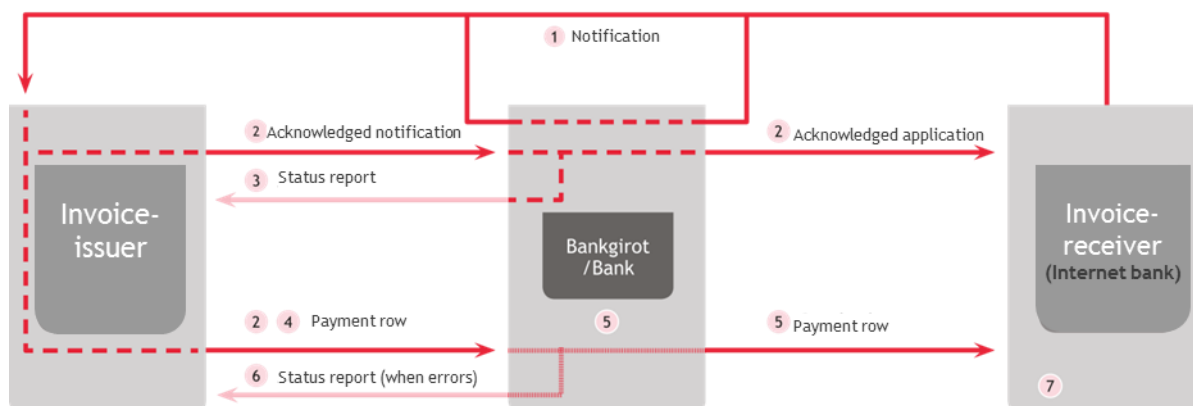 1 Notification
2 Acknowledged notification
2 Acknowledged application
3 Status report
Invoice-
issuer
Bankgirot
/Bank
Invoice-
receiver
(Internet bank)
2 4 Payment row
5
5 Payment row
6 Status report (when errors)
7